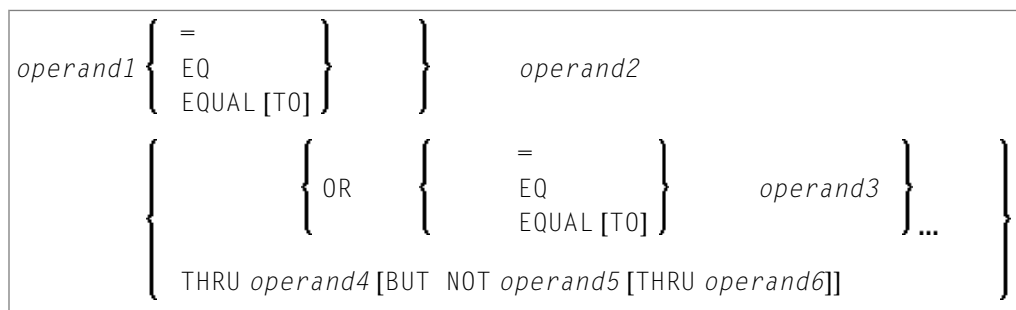 =
operand1 EQ operand2
EQUAL [TO]
=
OR EQ operand3
EQUAL [TO] ...
THRU operand4 [BUT NOT operand5 [THRU operand6]]